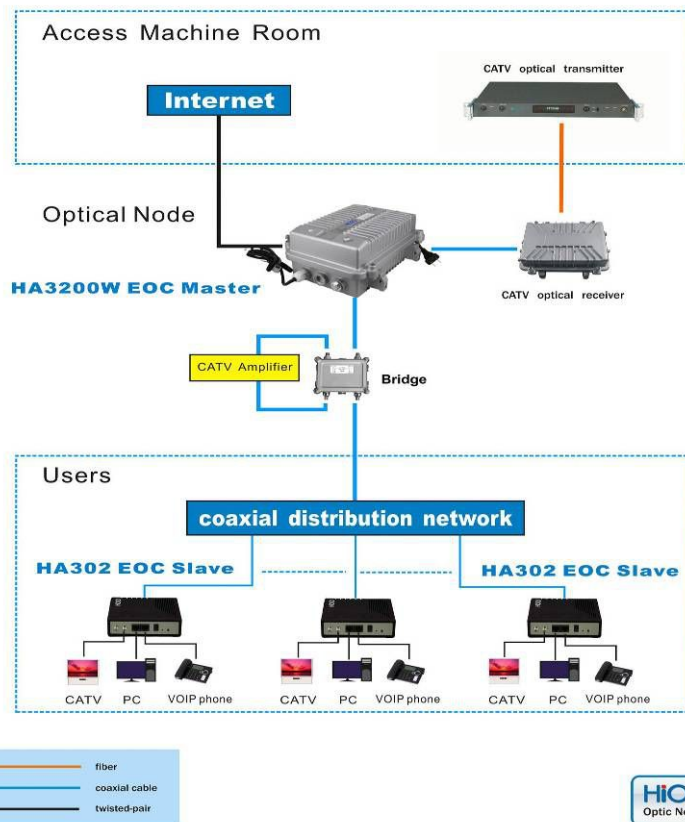 Access Machine Room
CATV optical transmitter
Internet
Optical Node
HA3200W EOC Master
CATV optical receiver
CATV Amplifier
Bridge
Users
coaxial distribution network
HA302 EOC Slave
HA302 EOC Slave
CATV PC VOIP phone
CATV PC VOIP phone
CATV PC VOIP phone
fiber
coaxial cable
twisted-pair
Optic